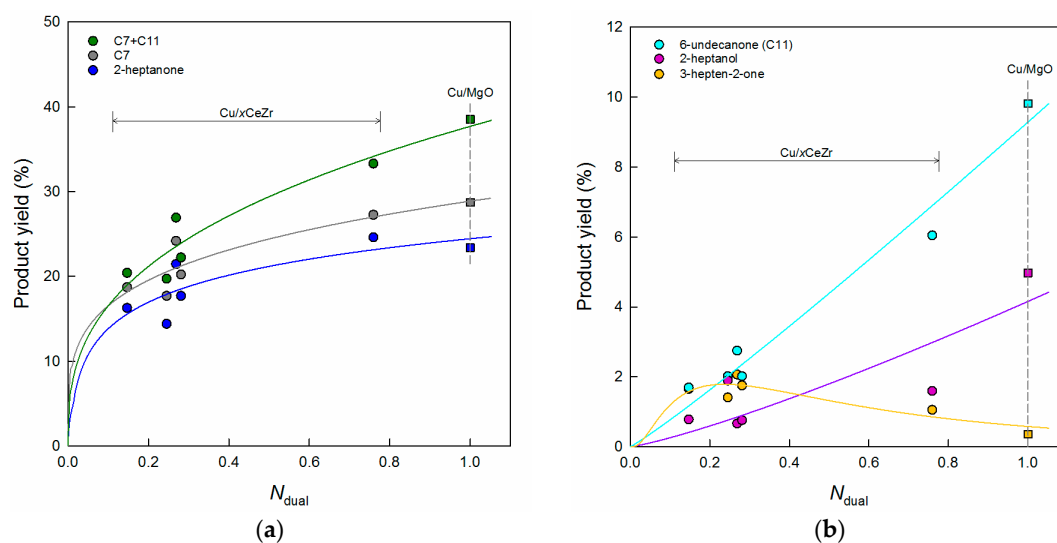 50
40
30
20
10
0
Product yield (%)
C7+C11
C7
2-heptanone
Cu/xCeZr
Cu/MgO
0.0 0.2 0.4 0.6 0.8 1.0
Ndual
(a)
12
10
8
6
4
2
0
Product yield (%)
6-undecanone (C11)
2-heptanol
3-hepten-2-one
Cu/xCeZr
Cu/MgO
0.0 0.2 0.4 0.6 0.8 1.0
Ndual
(b)